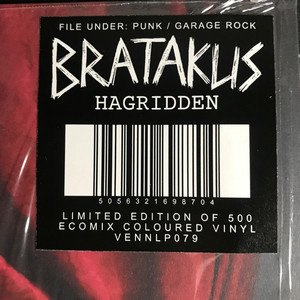 FILE UNDER: PUNK / GARAGE ROCK
BRATAKUS
HAGRIDDEN
5056321698704
LIMITED EDITION OF 500
ECOMIX COLOURED VINYL
VENNLP079